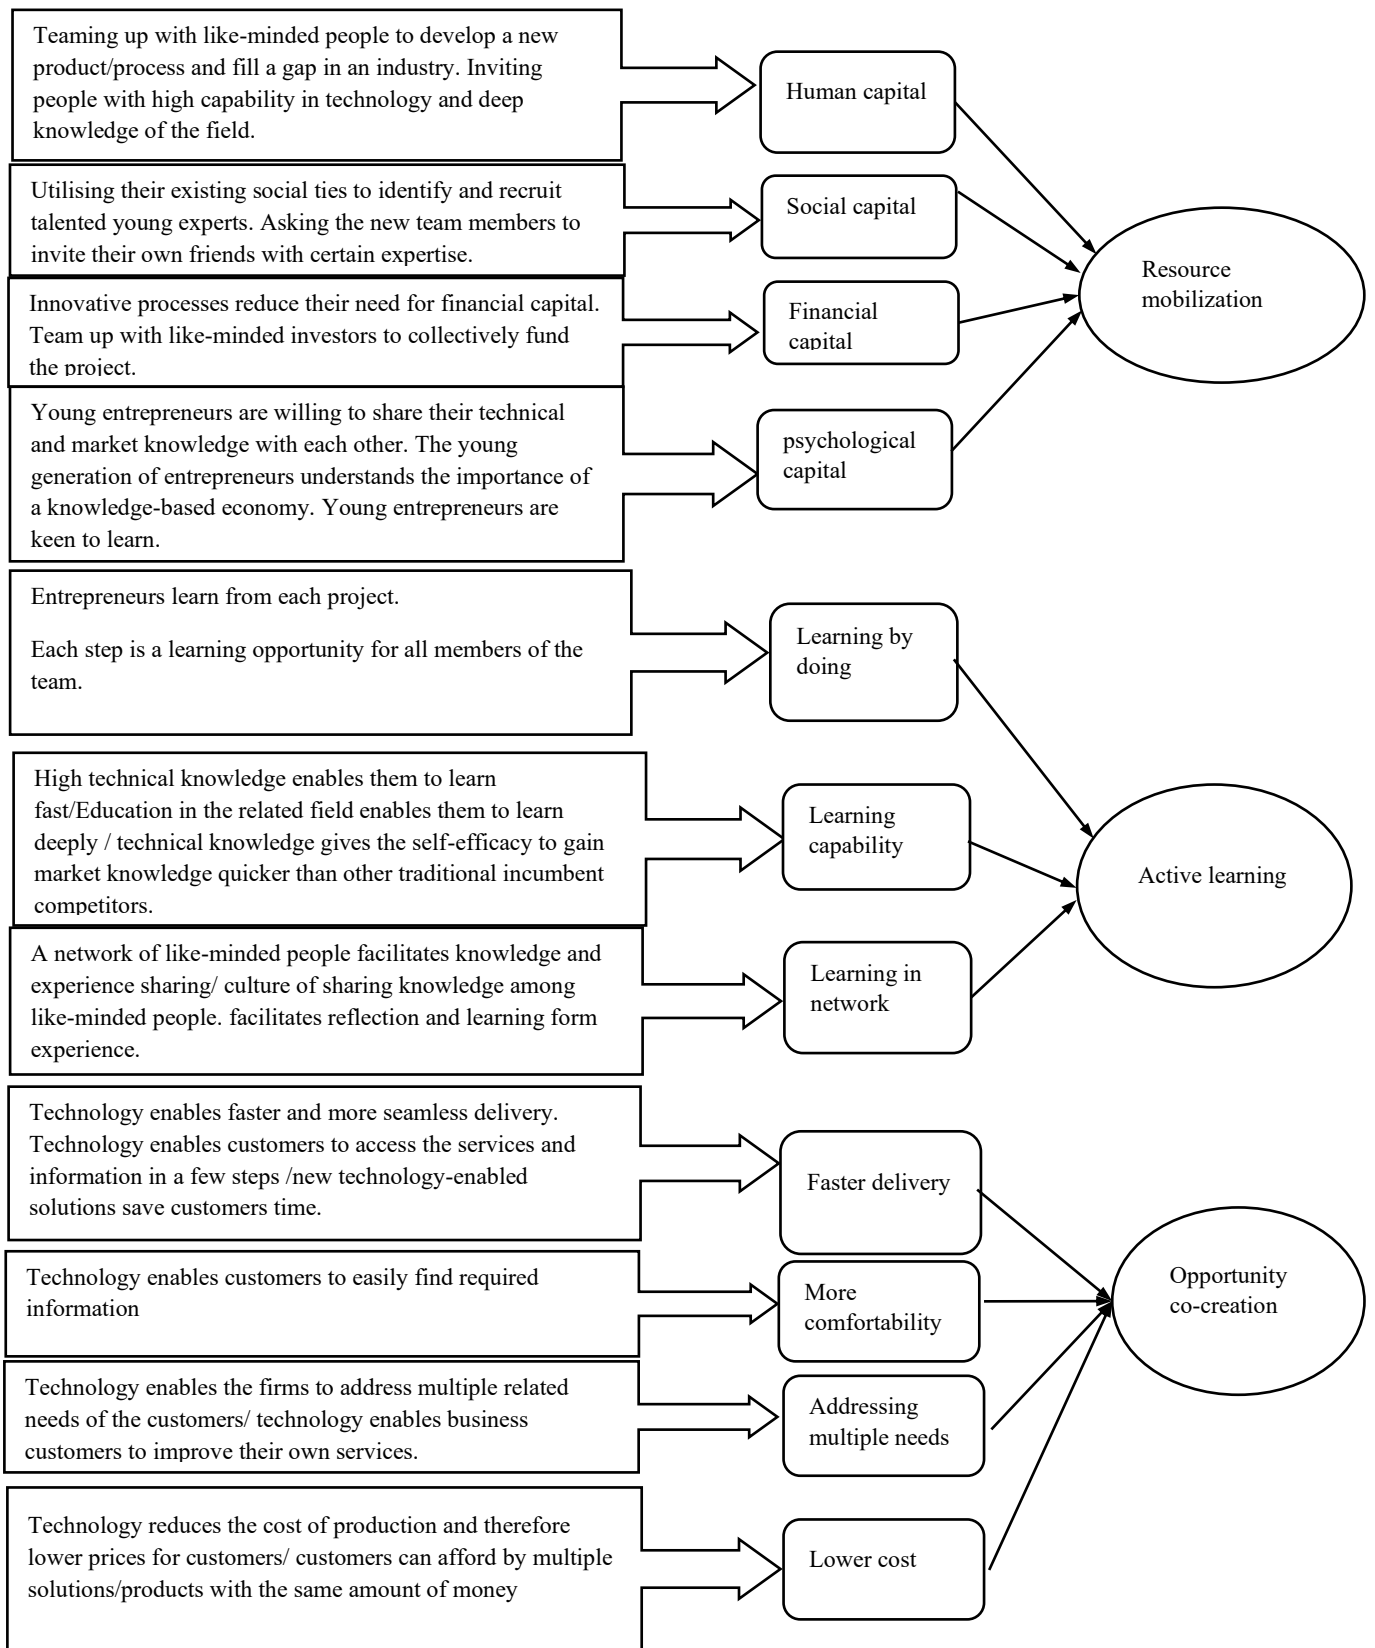 Teaming up with like-minded people to develop a new
product/process and fill a gap in an industry. Inviting
people with high capability in technology and deep
knowledge of the field.
Human capital
Utilising their existing social ties to identify and recruit
talented young experts. Asking the new team members to
invite their own friends with certain expertise.
Social capital
Innovative processes reduce their need for financial capital.
Team up with like-minded investors to collectively fund
the project.
Financial
capital
Young entrepreneurs are willing to share their technical
and market knowledge with each other. The young
generation of entrepreneurs understands the importance of
a knowledge-based economy. Young entrepreneurs are
keen to learn.
psychological
capital
Resource
mobilization
Entrepreneurs learn from each project.
Each step is a learning opportunity for all members of the
team.
Learning by
doing
High technical knowledge enables them to learn
fast/Education in the related field enables them to learn
deeply / technical knowledge gives the self-efficacy to gain
market knowledge quicker than other traditional incumbent
competitors.
Learning
capability
A network of like-minded people facilitates knowledge and
experience sharing/ culture of sharing knowledge among
like-minded people. facilitates reflection and learning form
experience.
Learning in
network
Active learning
Technology enables faster and more seamless delivery.
Technology enables customers to access the services and
information in a few steps /new technology-enabled
solutions save customers time.
Faster delivery
Technology enables customers to easily find required
information
More
comfortability
Technology enables the firms to address multiple related
needs of the customers/ technology enables business
customers to improve their own services.
Addressing
multiple needs
Technology reduces the cost of production and therefore
lower prices for customers/ customers can afford by multiple
solutions/products with the same amount of money
Lower cost
Opportunity
co-creation